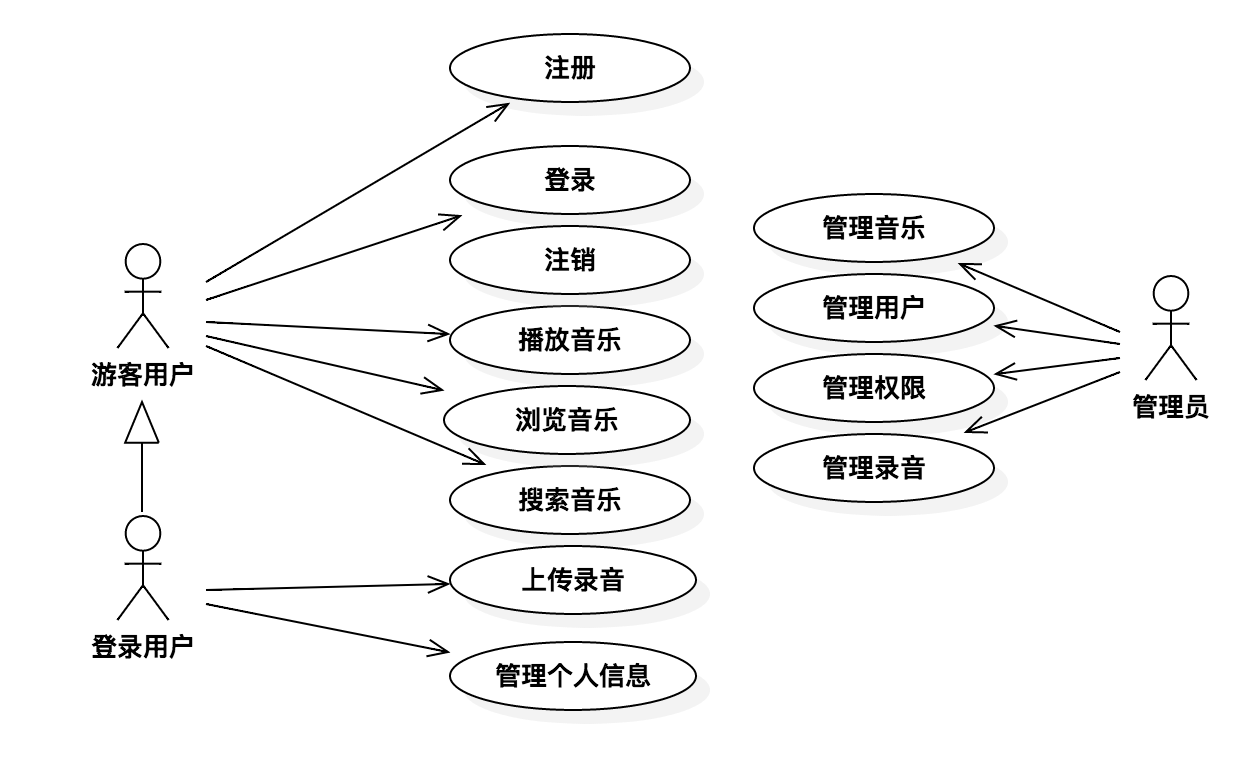 注册
登录
注销
播放音乐
浏览音乐
搜索音乐
上传录音
管理个人信息
游客用户
登录用户
管理音乐
管理用户
管理权限
管理录音
管理员